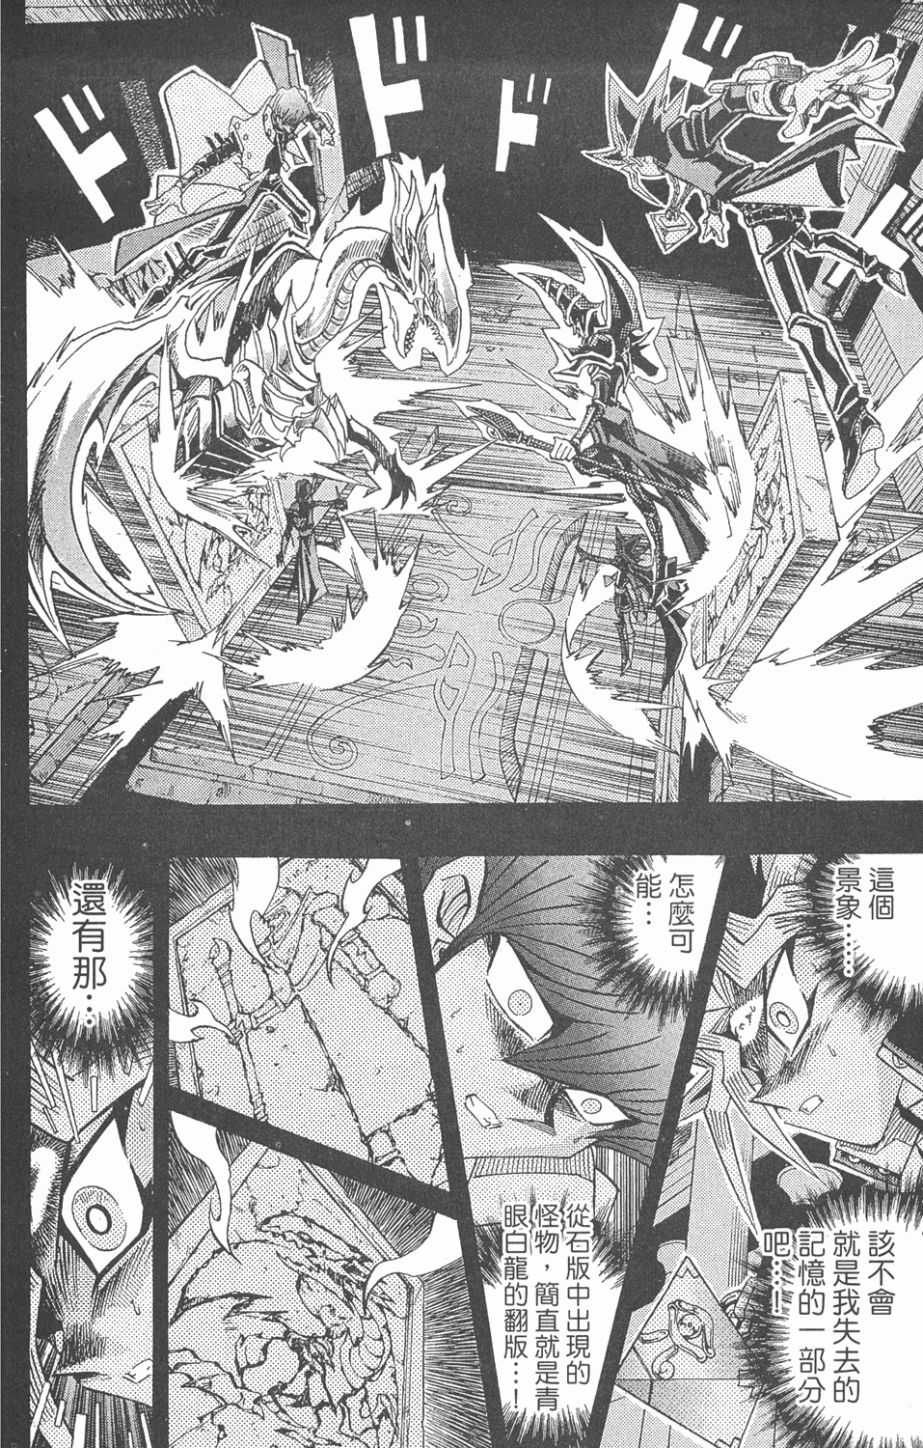 ド
ド
ド
ド
ド
ド
這個
景象……
該不會
就是我失去的
記憶的一部分
吧……！
怎麼可
能…
從石版中出現的
怪物，簡直就是青
眼白龍的翻版…！
還有那…